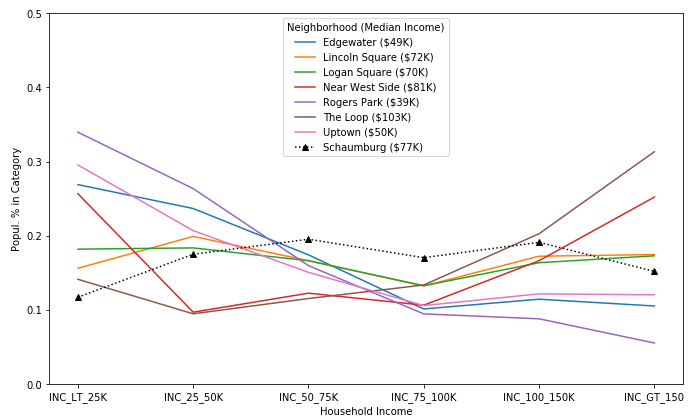 0.5
0.4
0.3
0.2
0.1
0.0
Popul. % in Category
Neighborhood (Median Income)
Edgewater ($49K)
Lincoln Square ($72K)
Logan Square ($70K)
Near West Side ($81K)
Rogers Park ($39K)
The Loop ($103K)
Uptown ($50K)
Schaumburg ($77K)
INC_LT_25K INC_25_50K INC_50_75K INC_75_100K INC_100_150K INC_GT_150
Household Income